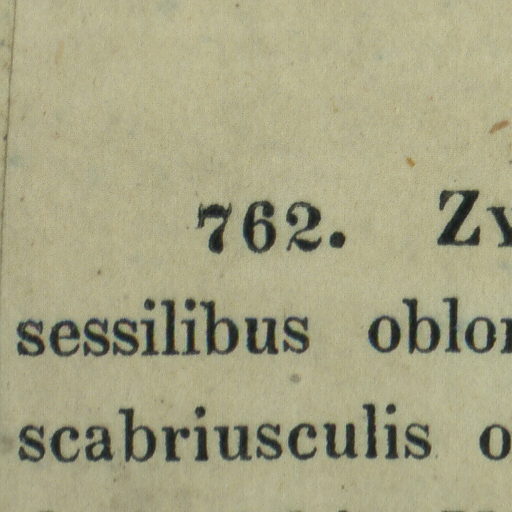 762. Zy
sessilibus oblon
scabriusculis o